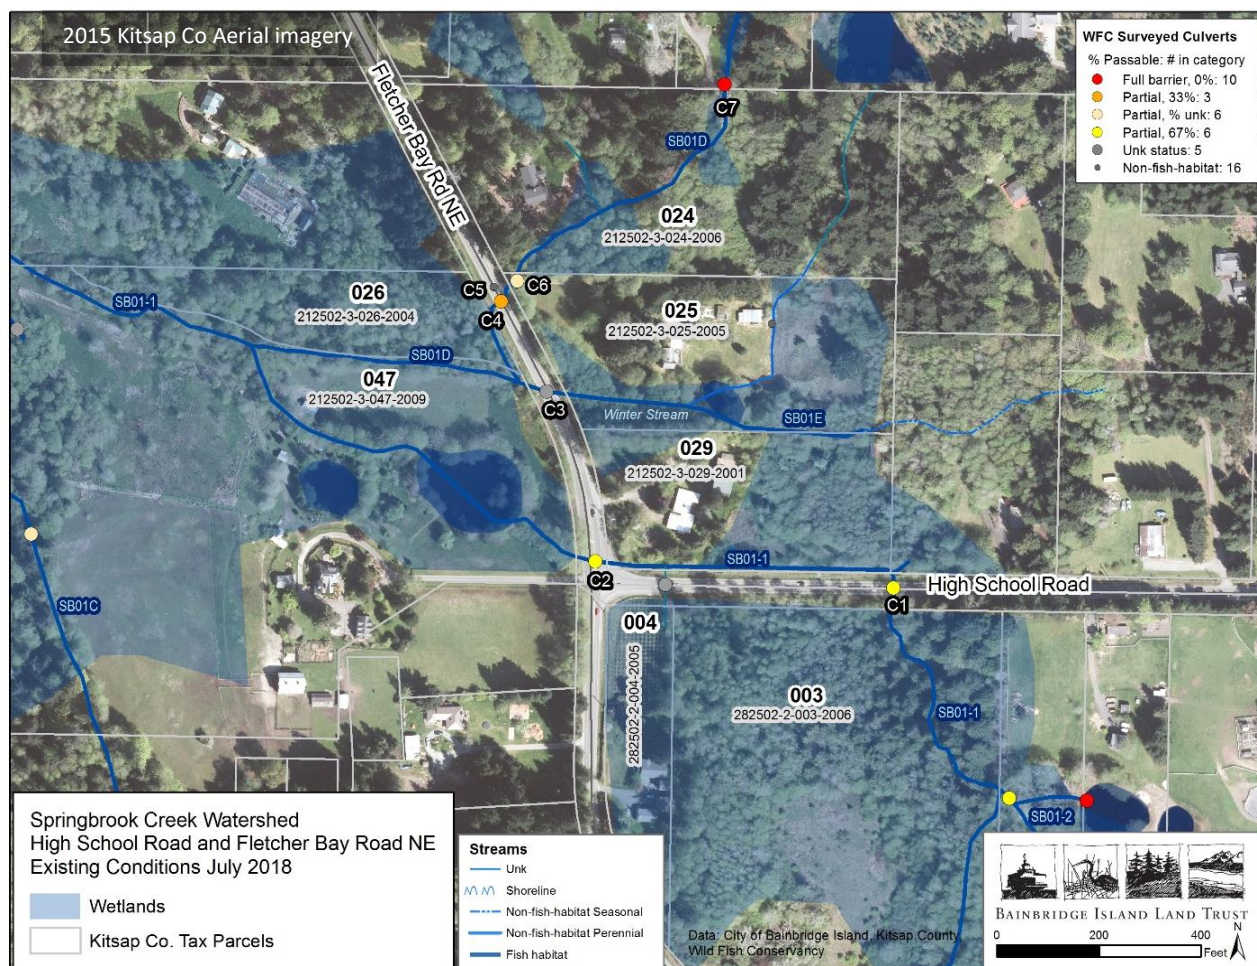 2015 Kitsap Co Aerial imagery
WFC Surveyed Culverts
% Passable: # in category
Full barrier, 0%: 10
Partial, 33%: 3
Partial, % unk: 6
Partial, 67%: 6
Unk status: 5
Non-fish-habitat: 16
Fletcher Bay Rd NE
C7
SB01D
024
212502-3-024-2006
C6
C5
C4
SB01-1
026
212502-3-026-2004
025
212502-3-025-2005
SB01D
047
212502-3-047-2009
C3
Winter Stream
SB01E
029
212502-3-029-2001
SB01-1
C2
High School Road
C1
SB01C
004
282502-2-004-2005
003
282502-2-003-2006
SB01-1
SB01-2
Springbrook Creek Watershed
High School Road and Fletcher Bay Road NE
Existing Conditions July 2018
Wetlands
Kitsap Co. Tax Parcels
Streams
Unk
Shoreline
Non-fish-habitat Seasonal
Non-fish-habitat Perennial
Fish habitat
Data: City of Bainbridge Island, Kitsap County
Wild Fish Conservancy
BAINBRIDGE ISLAND LAND TRUST
0 200 400
Feet
N